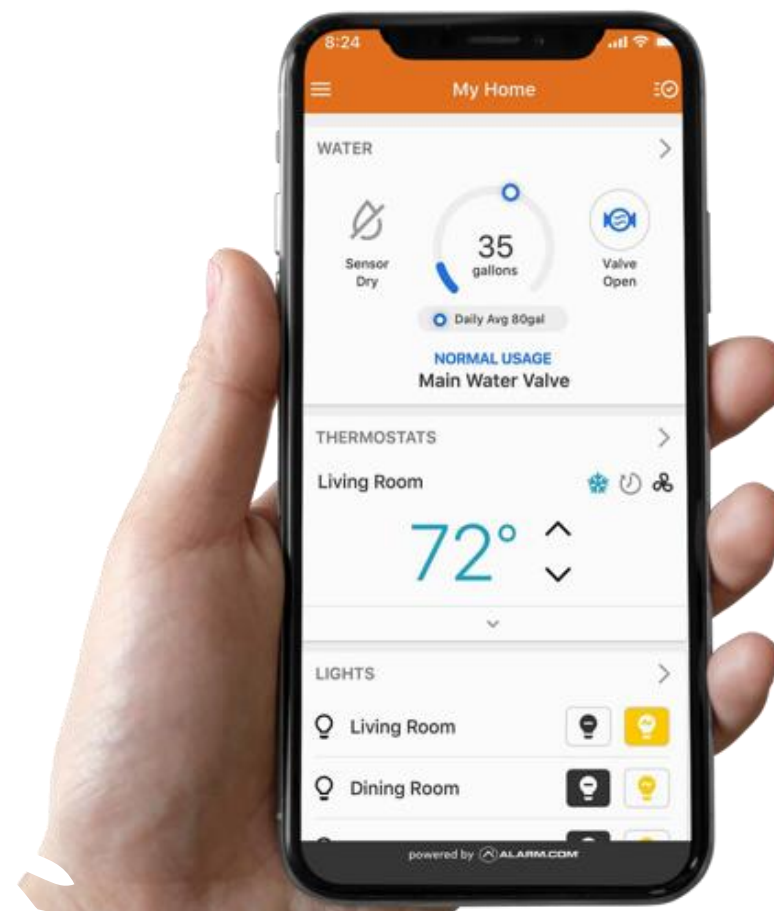 8:24
My Home
WATER
35
gallons
Sensor
Dry
Valve
Open
Daily Avg 80gal
NORMAL USAGE
Main Water Valve
THERMOSTATS
Living Room
72°
LIGHTS
Living Room
Dining Room
powered by ALARM.COM